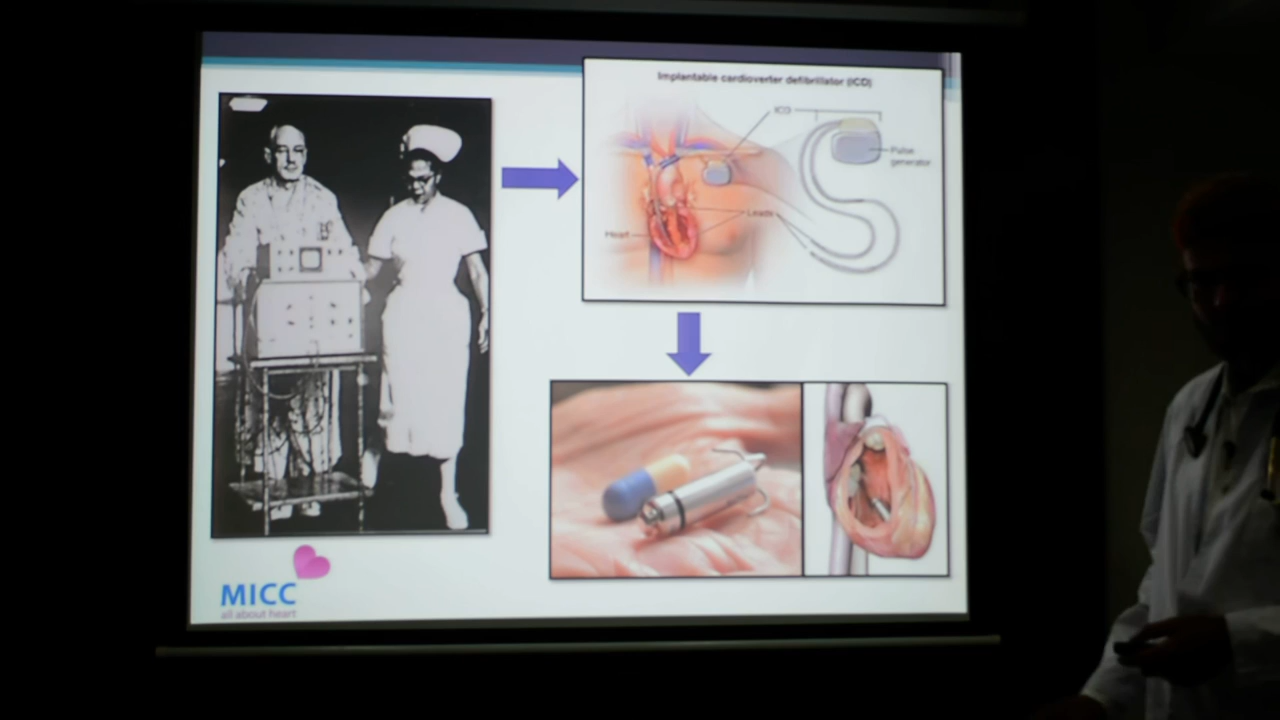 Implantable cardioverter defibrillator (ICD)
ICD
Pulse
generator
Leads
Heart
MICC
all about heart